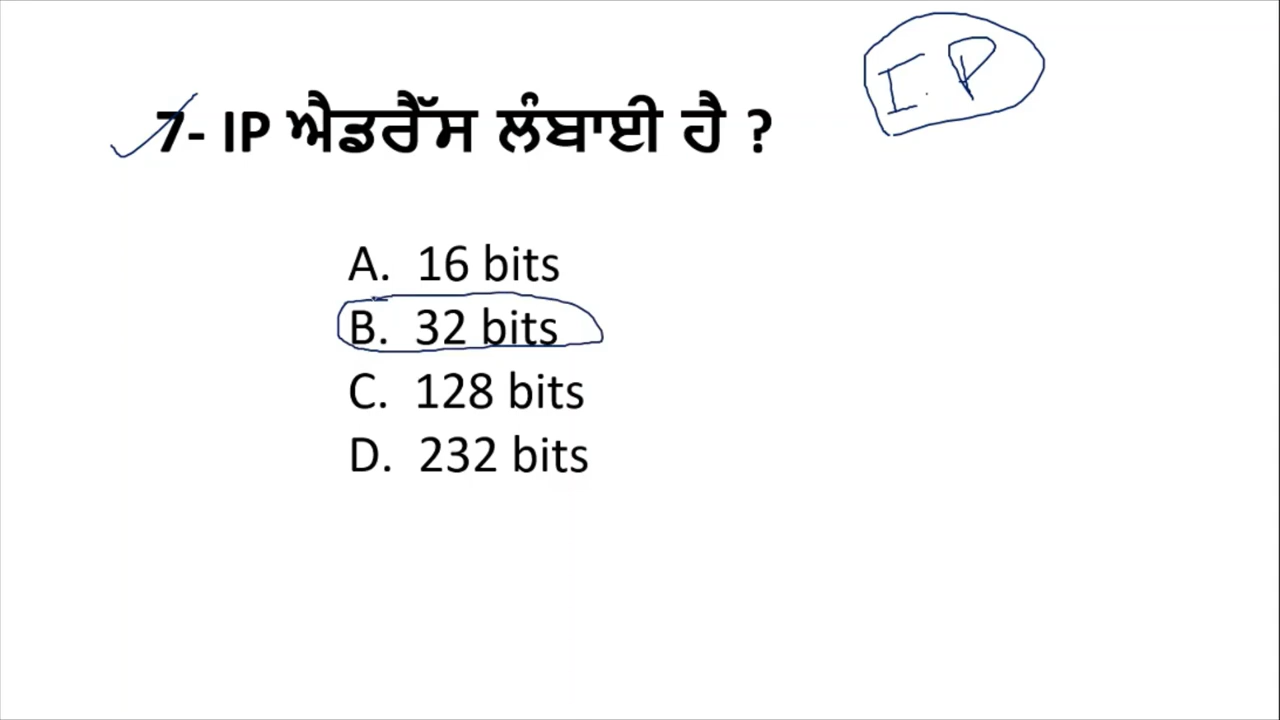 I.P
7- IP ਐਡਰੈੱਸ ਲੰਬਾਈ ਹੈ ?
A. 16 bits
B. 32 bits
C. 128 bits
D. 232 bits